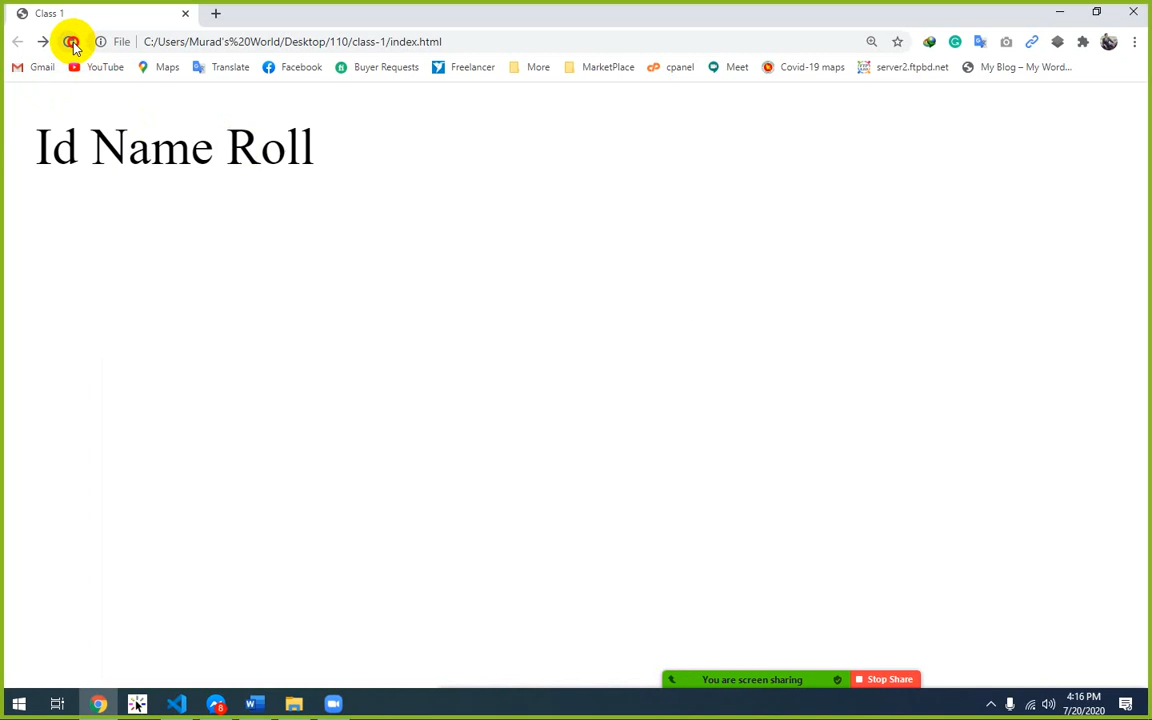 Class 1
File C:/Users/Murad's%20World/Desktop/110/class-1/index.html
Gmail YouTube Maps Translate Facebook Buyer Requests Freelancer More MarketPlace cpanel Meet Covid-19 maps server2.ftpbd.net My Blog – My Word...
Id Name Roll
You are screen sharing Stop Share
8
4:16 PM
7/20/2020